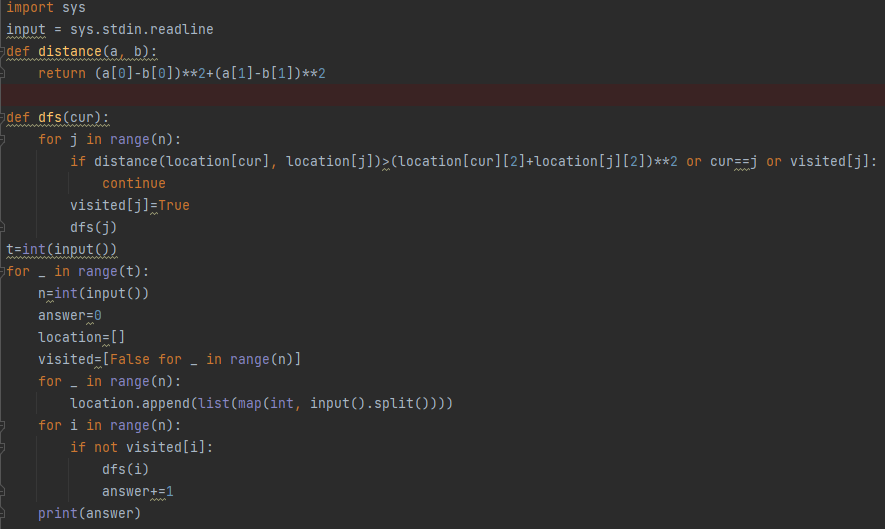 import sys
input = sys.stdin.readline
def distance(a, b):
    return (a[0]-b[0])**2+(a[1]-b[1])**2

def dfs(cur):
    for j in range(n):
        if distance(location[cur], location[j])>(location[cur][2]+location[j][2])**2 or cur==j or visited[j]:
            continue
        visited[j]=True
        dfs(j)
t=int(input())
for _ in range(t):
    n=int(input())
    answer=0
    location=[]
    visited=[False for _ in range(n)]
    for _ in range(n):
        location.append(list(map(int, input().split())))
    for i in range(n):
        if not visited[i]:
            dfs(i)
            answer+=1
    print(answer)